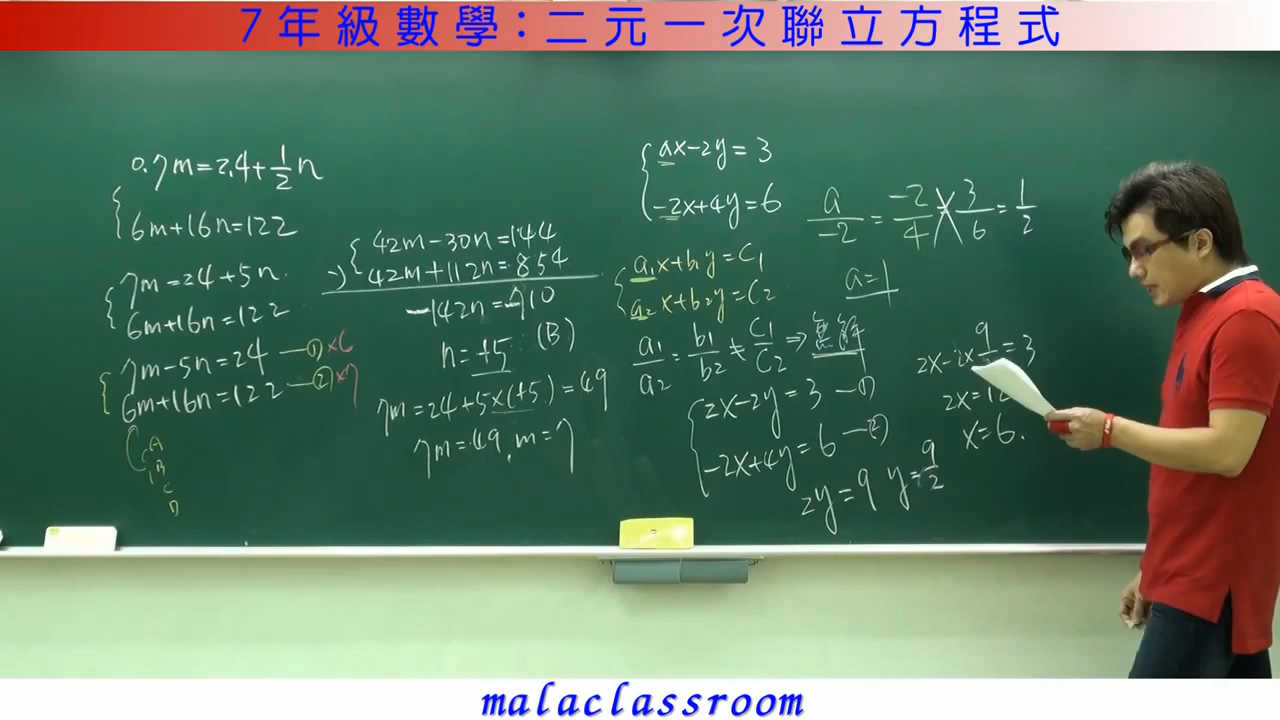 7年級數學:二元一次聯立方程式
0.7m=2.4+1/2n
6m+16n=122
7m=24+5n
6m+16n=122
7m-5n=24 —① ×6
6m+16n=122 —② ×7
A
B
C
D
42m-30n=144
-) 42m+112n=854
-142n=-710
n=+5 (B)
7m=24+5×(+5)=49
7m=49, m=7
ax-2y=3
-2x+4y=6
a/-2 = -2/4 3/6 = 1/2
a=1
a1x+b1y=C1
a2x+b2y=C2
a1/a2 = b1/b2 ≠ C1/C2 ⇒ 無解
2x-2y=3 —①
-2x+4y=6 —②
2y=9 y=9/2
2x-2×9/ =3
2x=12
x=6.
malaclassroom